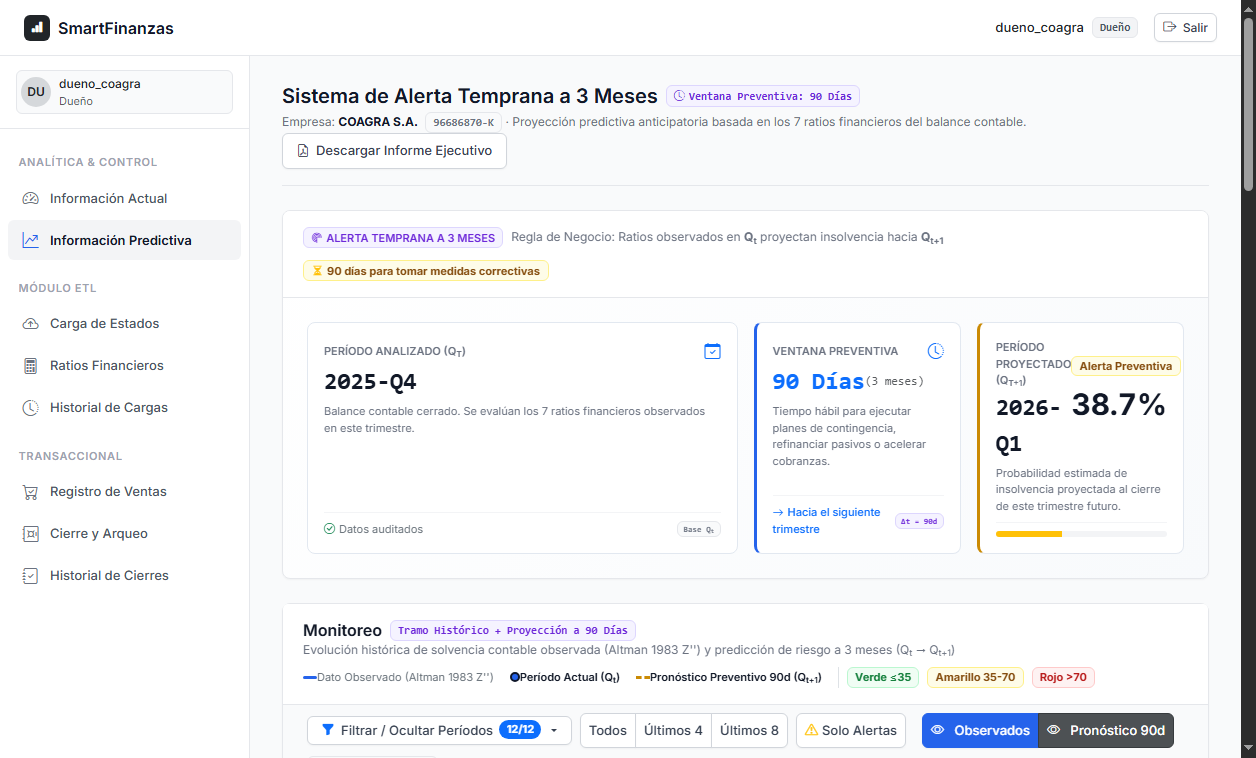 SmartFinanzas
dueno_coagra Dueño Salir
DU dueno_coagra
Dueño
ANALÍTICA & CONTROL
Información Actual
Información Predictiva
MÓDULO ETL
Carga de Estados
Ratios Financieros
Historial de Cargas
TRANSACCIONAL
Registro de Ventas
Cierre y Arqueo
Historial de Cierres
Sistema de Alerta Temprana a 3 Meses Ventana Preventiva: 90 Días
Empresa: COAGRA S.A. 96686870-K · Proyección predictiva anticipatoria basada en los 7 ratios financieros del balance contable.
Descargar Informe Ejecutivo
ALERTA TEMPRANA A 3 MESES Regla de Negocio: Ratios observados en Qt proyectan insolvencia hacia Qt+1
90 días para tomar medidas correctivas
PERÍODO ANALIZADO (QT)
2025-Q4
Balance contable cerrado. Se evalúan los 7 ratios financieros observados
en este trimestre.
Datos auditados Base Qt
VENTANA PREVENTIVA
90 Días (3 meses)
Tiempo hábil para ejecutar
planes de contingencia,
refinanciar pasivos o acelerar
cobranzas.
→ Hacia el siguiente
trimestre
Δt = 90d
PERÍODO
PROYECTADO
(QT+1)
Alerta Preventiva
2026-
Q1
38.7%
Probabilidad estimada de
insolvencia proyectada al cierre
de este trimestre futuro.
Monitoreo Tramo Histórico + Proyección a 90 Días
Evolución histórica de solvencia contable observada (Altman 1983 Z'') y predicción de riesgo a 3 meses (Qt → Qt+1)
Dato Observado (Altman 1983 Z'') Período Actual (Qt) Pronóstico Preventivo 90d (Qt+1) Verde ≤35 Amarillo 35-70 Rojo >70
Filtrar / Ocultar Períodos 12/12 Todos Últimos 4 Últimos 8 Solo Alertas Observados Pronóstico 90d